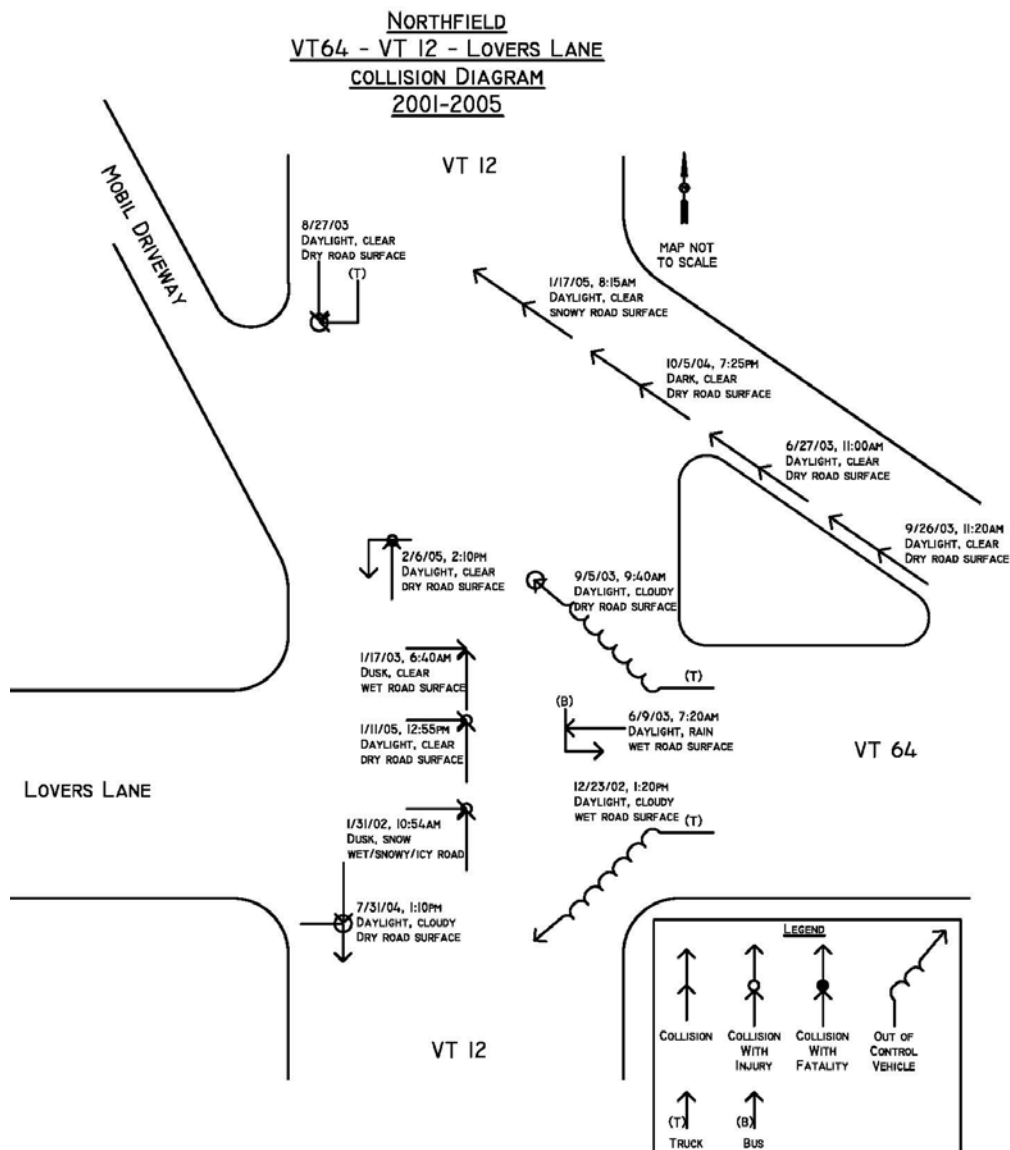 NORTHFIELD
VT64 - VT 12 - LOVERS LANE
COLLISION DIAGRAM
2001-2005
VT 12
MOBIL DRIVEWAY
MAP NOT
TO SCALE
8/27/03
DAYLIGHT, CLEAR
DRY ROAD SURFACE
(T)
1/17/05, 8:15AM
DAYLIGHT, CLEAR
SNOWY ROAD SURFACE
10/5/04, 7:25PM
DARK, CLEAR
DRY ROAD SURFACE
6/27/03, 11:00AM
DAYLIGHT, CLEAR
DRY ROAD SURFACE
9/26/03, 11:20AM
DAYLIGHT, CLEAR
DRY ROAD SURFACE
2/6/05, 2:10PM
DAYLIGHT, CLEAR
DRY ROAD SURFACE
9/5/03, 9:40AM
DAYLIGHT, CLOUDY
DRY ROAD SURFACE
(T)
1/17/03, 6:40AM
DUSK, CLEAR
WET ROAD SURFACE
(B)
6/9/03, 7:20AM
DAYLIGHT, RAIN
WET ROAD SURFACE
1/11/05, 12:55PM
DAYLIGHT, CLEAR
DRY ROAD SURFACE
VT 64
LOVERS LANE
12/23/02, 1:20PM
DAYLIGHT, CLOUDY
WET ROAD SURFACE
(T)
1/31/02, 10:54AM
DUSK, SNOW
WET/SNOWY/ICY ROAD
7/31/04, 1:10PM
DAYLIGHT, CLOUDY
DRY ROAD SURFACE
VT 12
LEGEND
COLLISION
COLLISION
WITH
INJURY
COLLISION
WITH
FATALITY
OUT OF
CONTROL
VEHICLE
(T)
TRUCK
(B)
BUS